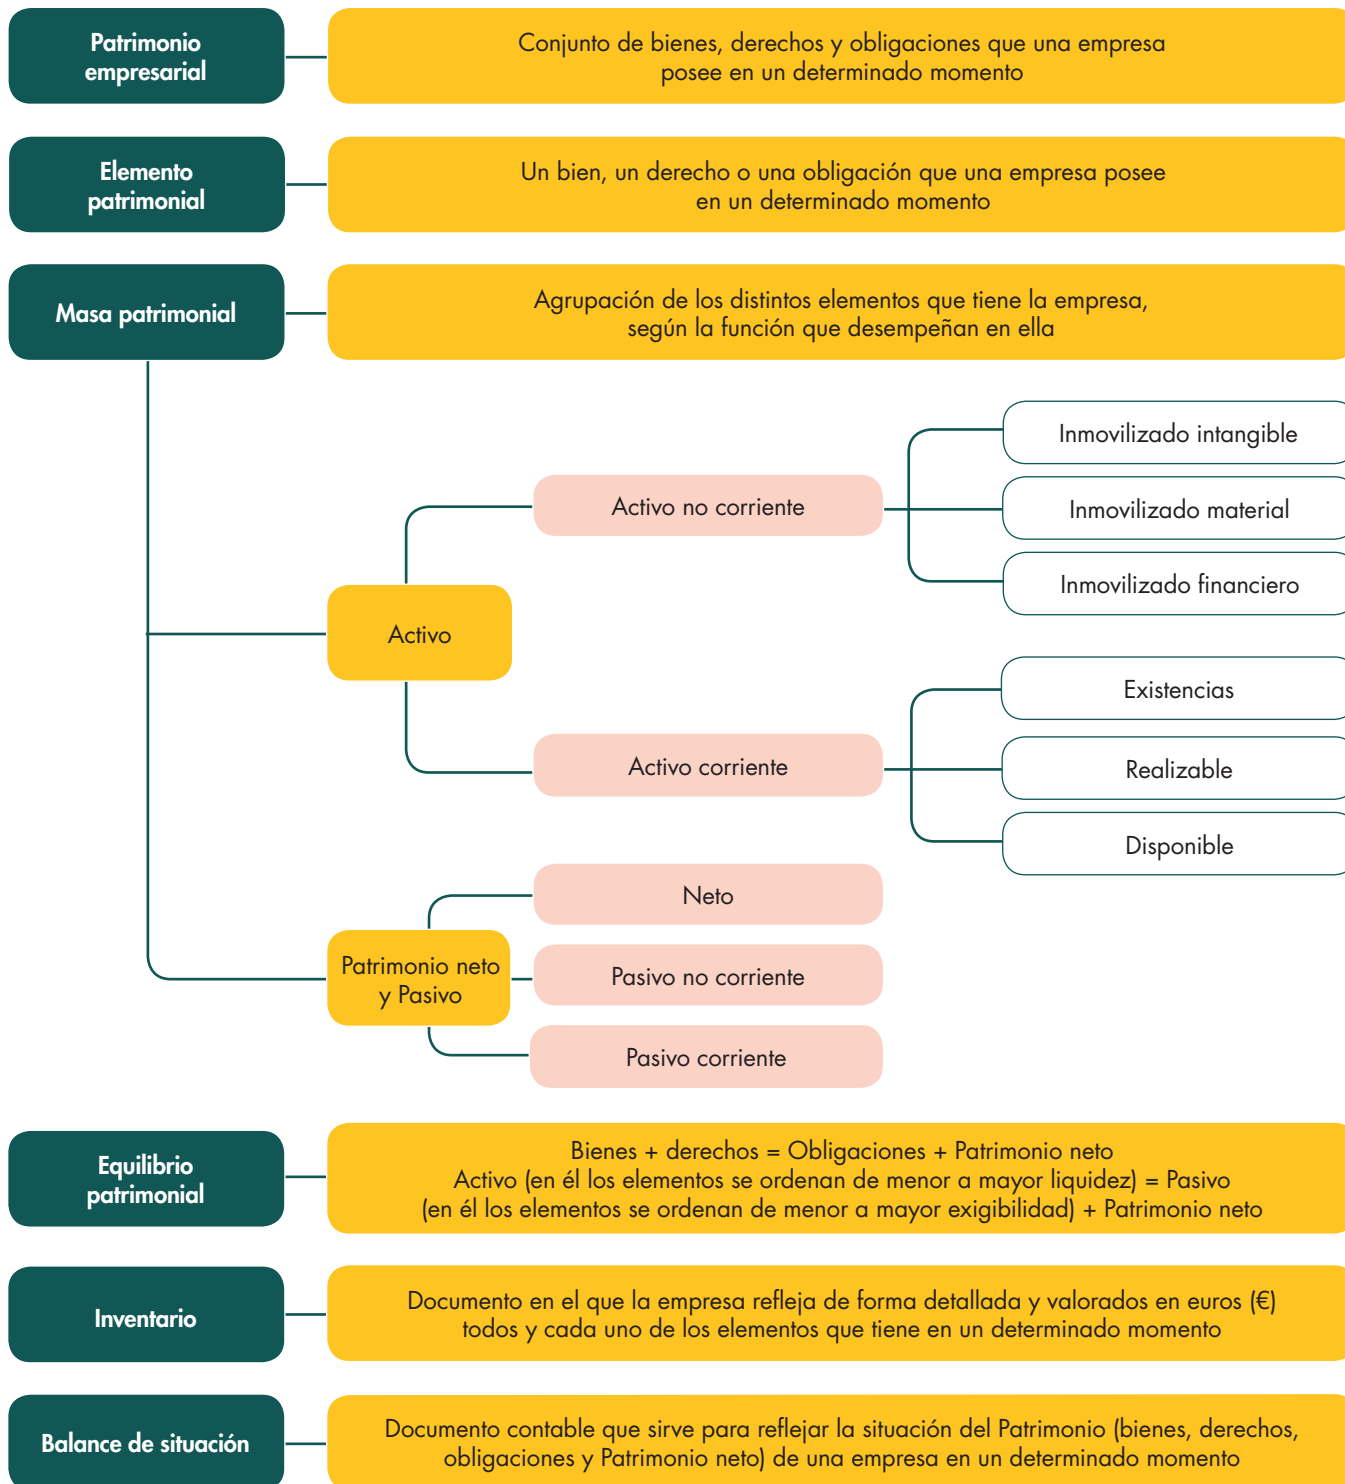 Patrimonio
empresarial
Conjunto de bienes, derechos y obligaciones que una empresa
posee en un determinado momento
Elemento
patrimonial
Un bien, un derecho o una obligación que una empresa posee
en un determinado momento
Masa patrimonial
Agrupación de los distintos elementos que tiene la empresa,
según la función que desempeñan en ella
Activo
Activo no corriente
Inmovilizado intangible
Inmovilizado material
Inmovilizado financiero
Activo corriente
Existencias
Realizable
Disponible
Patrimonio neto
y Pasivo
Neto
Pasivo no corriente
Pasivo corriente
Equilibrio
patrimonial
Bienes + derechos = Obligaciones + Patrimonio neto
Activo (en él los elementos se ordenan de menor a mayor liquidez) = Pasivo
(en él los elementos se ordenan de menor a mayor exigibilidad) + Patrimonio neto
Inventario
Documento en el que la empresa refleja de forma detallada y valorados en euros (€)
todos y cada uno de los elementos que tiene en un determinado momento
Balance de situación
Documento contable que sirve para reflejar la situación del Patrimonio (bienes, derechos,
obligaciones y Patrimonio neto) de una empresa en un determinado momento